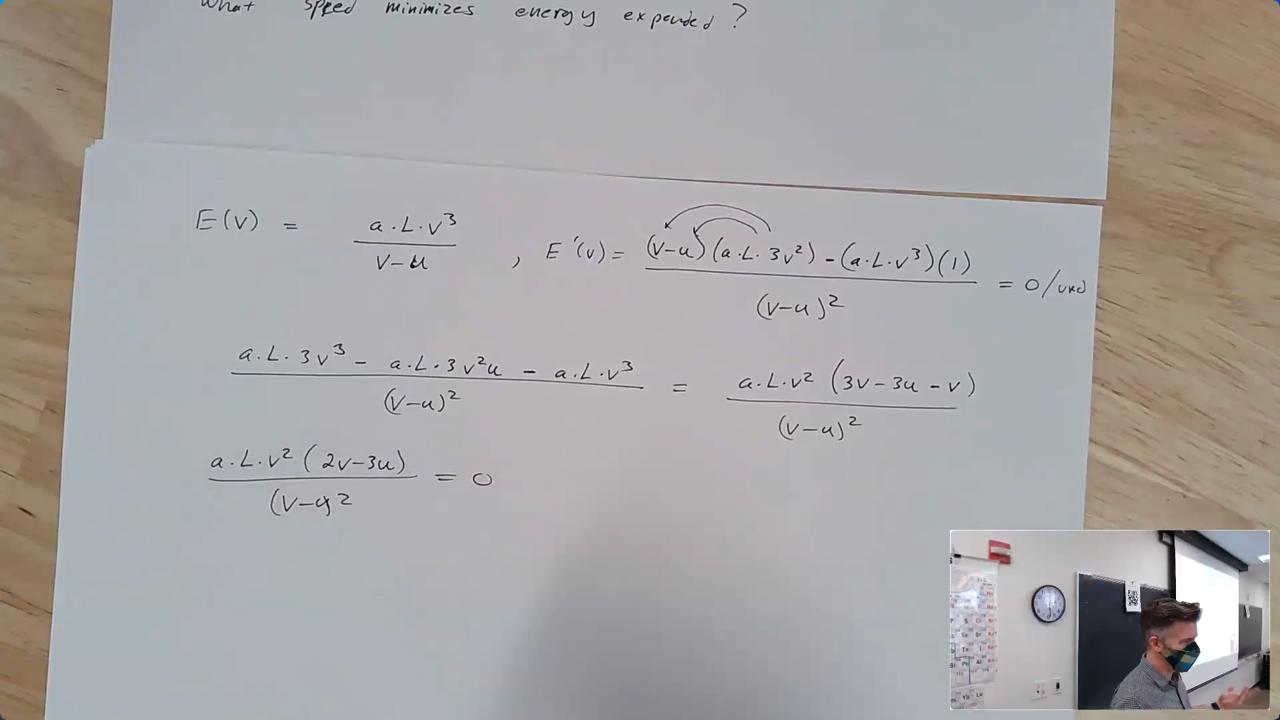 What speed minimizes energy expended ?
E(v) = a·L·v³ / v-u , E'(v) = (v-u)(a·L·3v²) - (a·L·v³)(1) / (v-u)² = 0/und
a·L·3v³ - a·L·3v²u - a·L·v³ / (v-u)² = a·L·v² (3v-3u-v) / (v-u)²
a·L·v² (2v-3u) / (v-u)² = 0